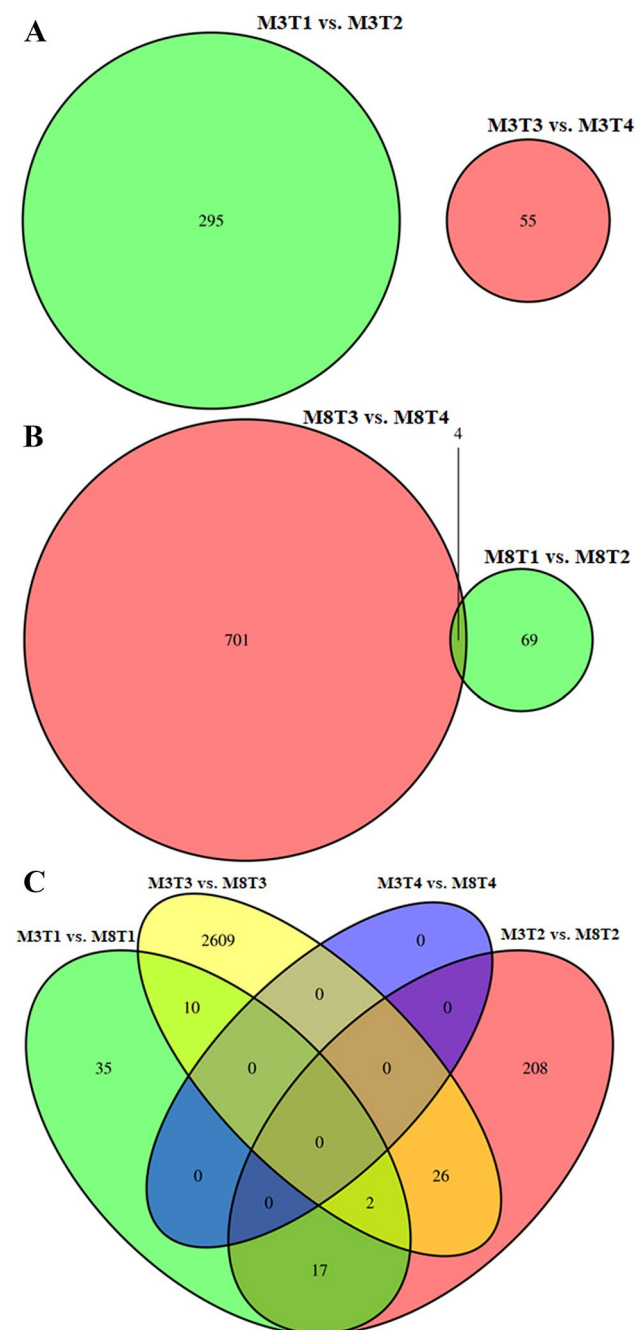 A
M3T1 vs. M3T2
M3T3 vs. M3T4
295
55
B
M8T3 vs. M8T4
4
M8T1 vs. M8T2
701
69
C
M3T3 vs. M8T3
M3T4 vs. M8T4
M3T1 vs. M8T1
M3T2 vs. M8T2
2609
0
10
0
0
35
0
0
208
0
0
26
0
2
17